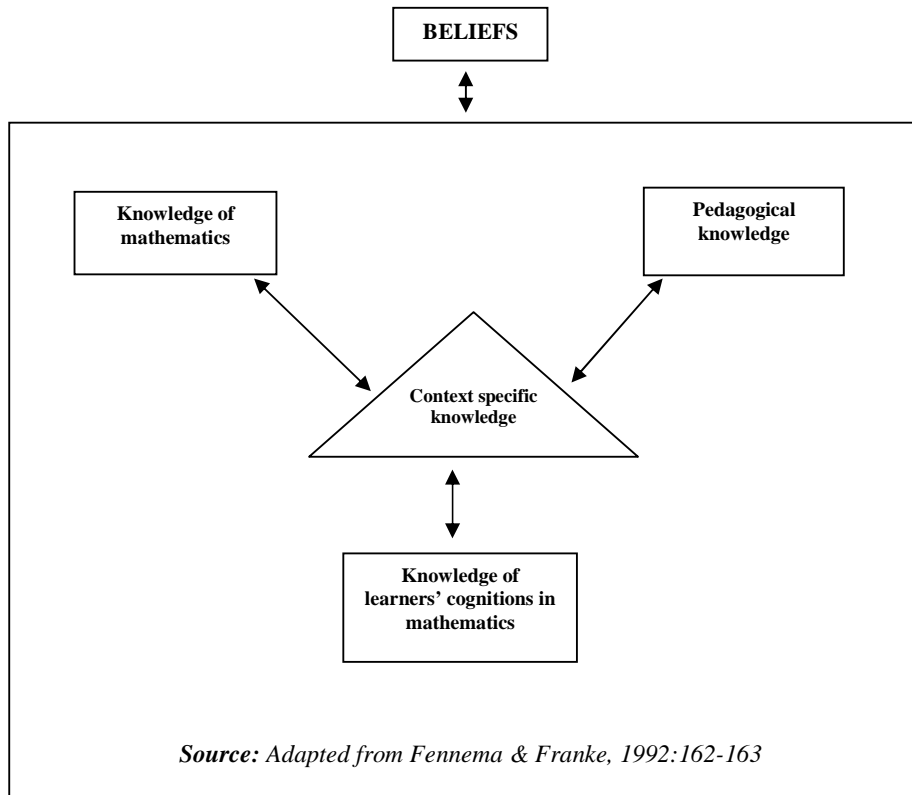 BELIEFS
Knowledge of
mathematics
Pedagogical
knowledge
Context specific
knowledge
Knowledge of
learners’ cognitions in
mathematics
Source: Adapted from Fennema & Franke, 1992:162-163